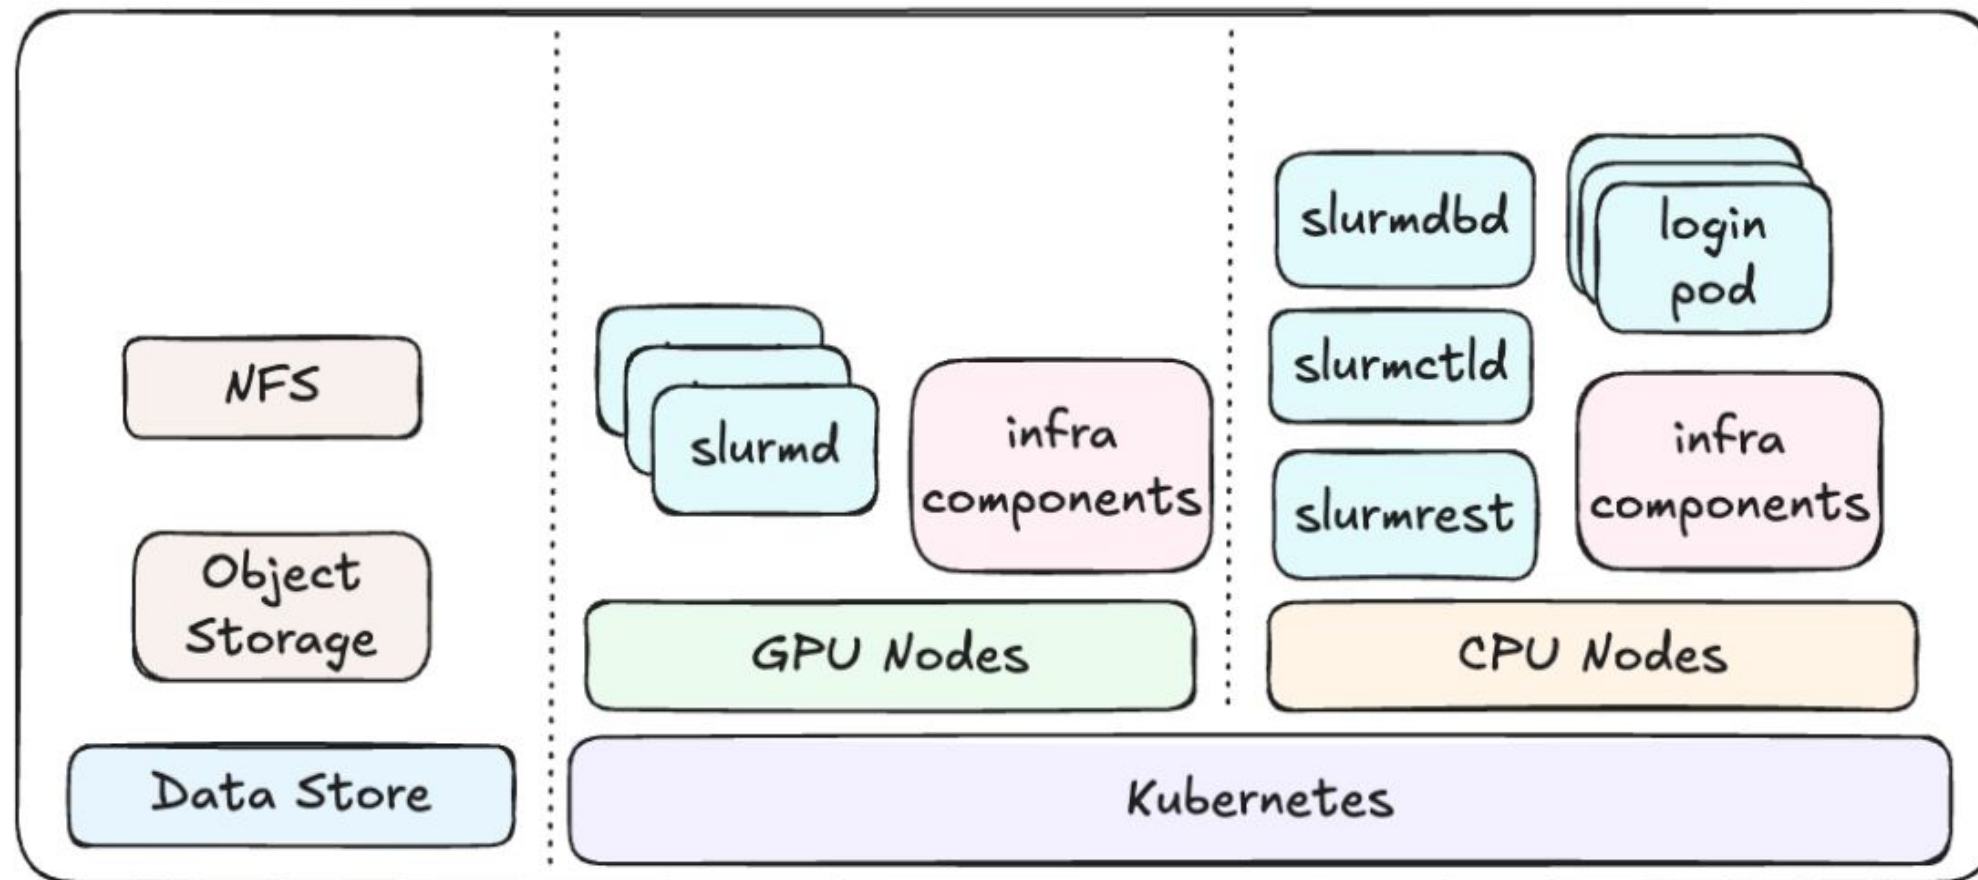 NFS
Object
Storage
Data Store
slurmd
infra
components
GPU Nodes
slurmdbd
login
pod
slurmctld
slurmrest
infra
components
CPU Nodes
Kubernetes